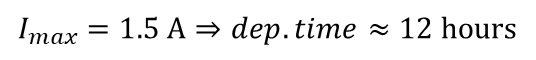 I_max = 1.5 A ⇒ dep.time ≈ 12 hours